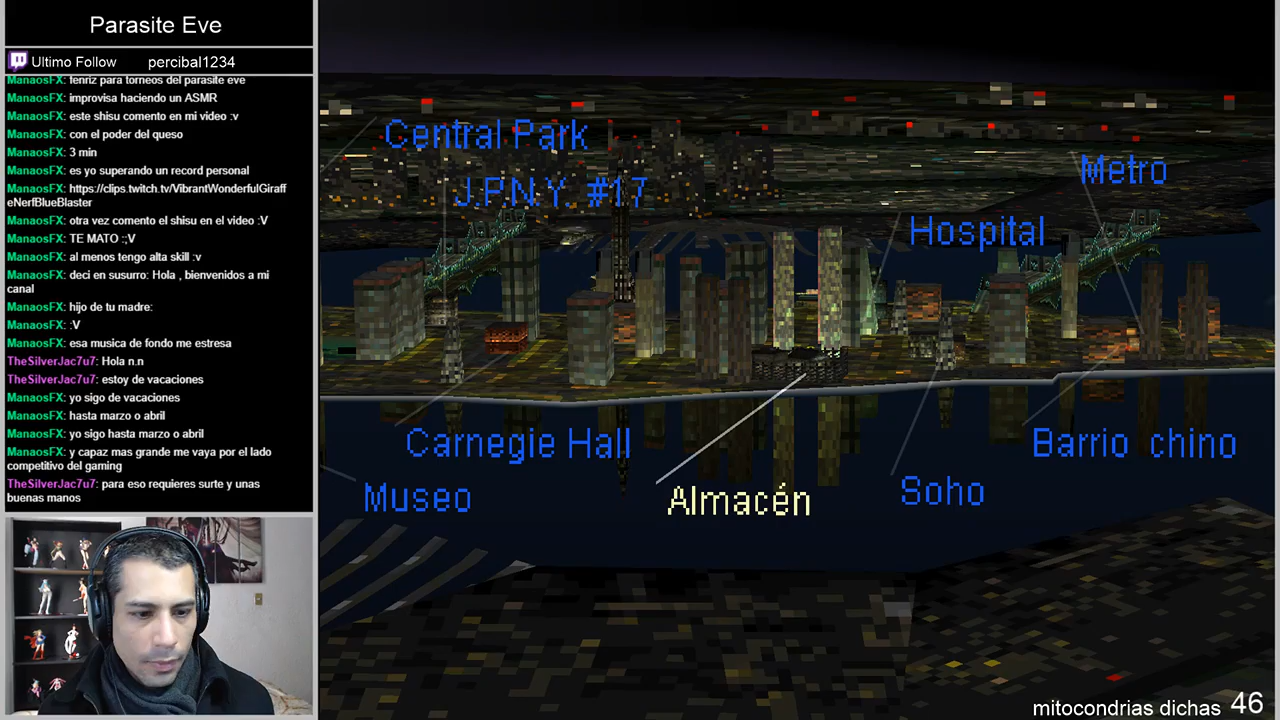 Parasite Eve
Ultimo Follow percibal1234
ManaosFX: fenriz para torneos del parasite eve
ManaosFX: improvisa haciendo un ASMR
ManaosFX: este shisu comento en mi video :v
ManaosFX: con el poder del queso
ManaosFX: 3 min
ManaosFX: es yo superando un record personal
ManaosFX: https://clips.twitch.tv/VibrantWonderfulGiraff
eNerfBlueBlaster
ManaosFX: otra vez comento el shisu en el video :V
ManaosFX: TE MATO :;V
ManaosFX: al menos tengo alta skill :v
ManaosFX: deci en susurro: Hola , bienvenidos a mi
canal
ManaosFX: hijo de tu madre:
ManaosFX: :V
ManaosFX: esa musica de fondo me estresa
TheSilverJac7u7: Hola n.n
TheSilverJac7u7: estoy de vacaciones
ManaosFX: yo sigo de vacaciones
ManaosFX: hasta marzo o abril
ManaosFX: yo sigo hasta marzo o abril
ManaosFX: y capaz mas grande me vaya por el lado
competitivo del gaming
TheSilverJac7u7: para eso requieres surte y unas
buenas manos
Central Park
J.P.N.Y. #17
Metro
Hospital
Carnegie Hall
Barrio chino
Museo
Almacén
Soho
mitocondrias dichas 46